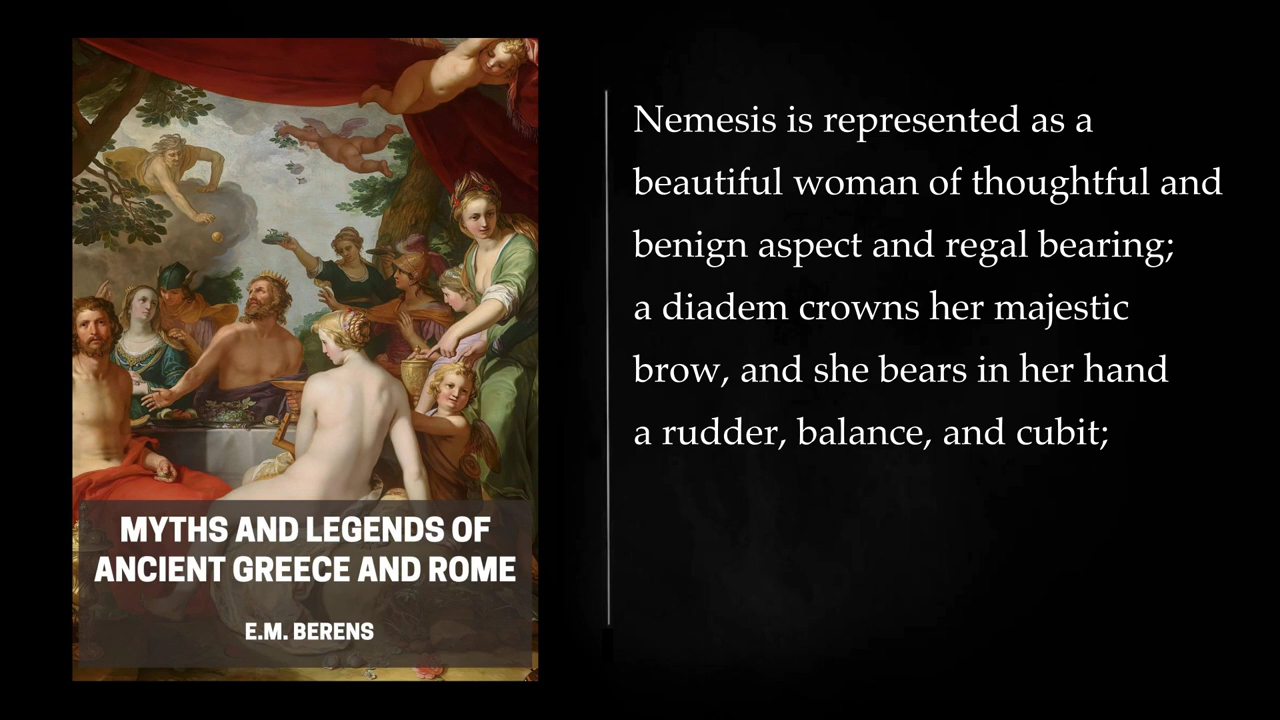 MYTHS AND LEGENDS OF
ANCIENT GREECE AND ROME
E.M. BERENS
Nemesis is represented as a
beautiful woman of thoughtful and
benign aspect and regal bearing;
a diadem crowns her majestic
brow, and she bears in her hand
a rudder, balance, and cubit;